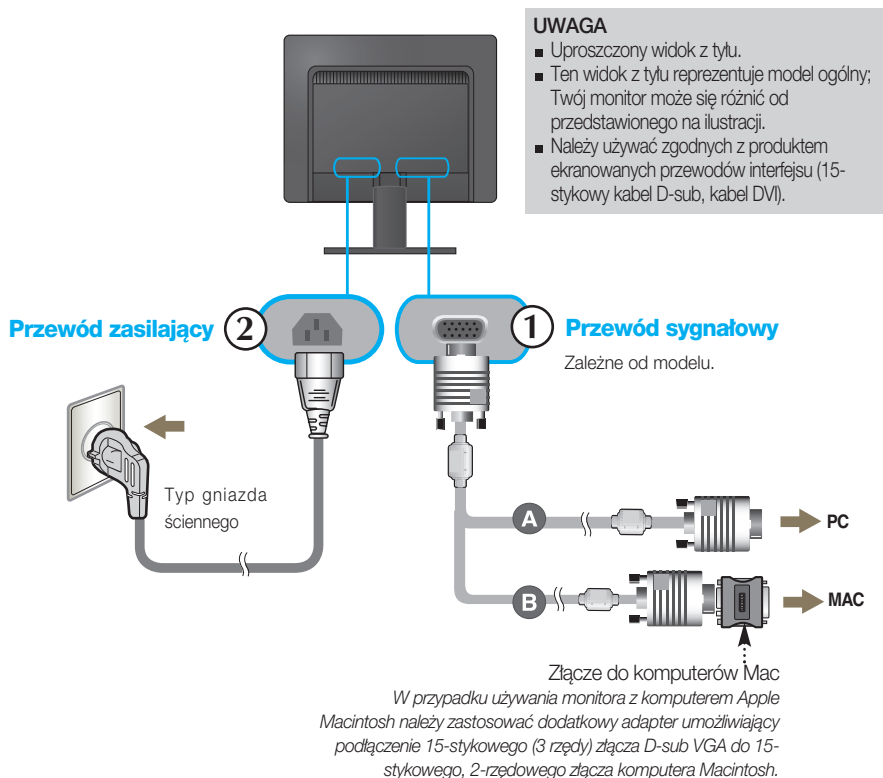 UWAGA
■ Uproszczony widok z tyłu.
■ Ten widok z tyłu reprezentuje model ogólny;
Twój monitor może się różnić od
przedstawionego na ilustracji.
■ Należy używać zgodnych z produktem
ekranowanych przewodów interfejsu (15-
stykowy kabel D-sub, kabel DVI).
Przewód zasilający 2
1 Przewód sygnałowy
Zależne od modelu.
Typ gniazda
ściennego
A
PC
B
MAC
Złącze do komputerów Mac
W przypadku używania monitora z komputerem Apple
Macintosh należy zastosować dodatkowy adapter umożliwiający
podłączenie 15-stykowego (3 rzędy) złącza D-sub VGA do 15-
stykowego, 2-rzędowego złącza komputera Macintosh.